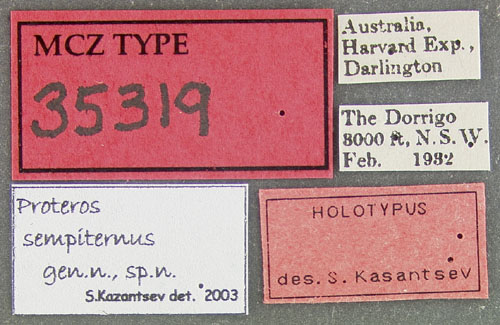 MCZ TYPE
35319
Australia,
Harvard Exp.,
Darlington
The Dorrigo
3000 ft, N.S.W.
Feb. 1932
Proteros
sempiternus
gen.n., sp.n.
S.Kazantsev det. 2003
HOLOTYPUS
des. S. Kasantsev